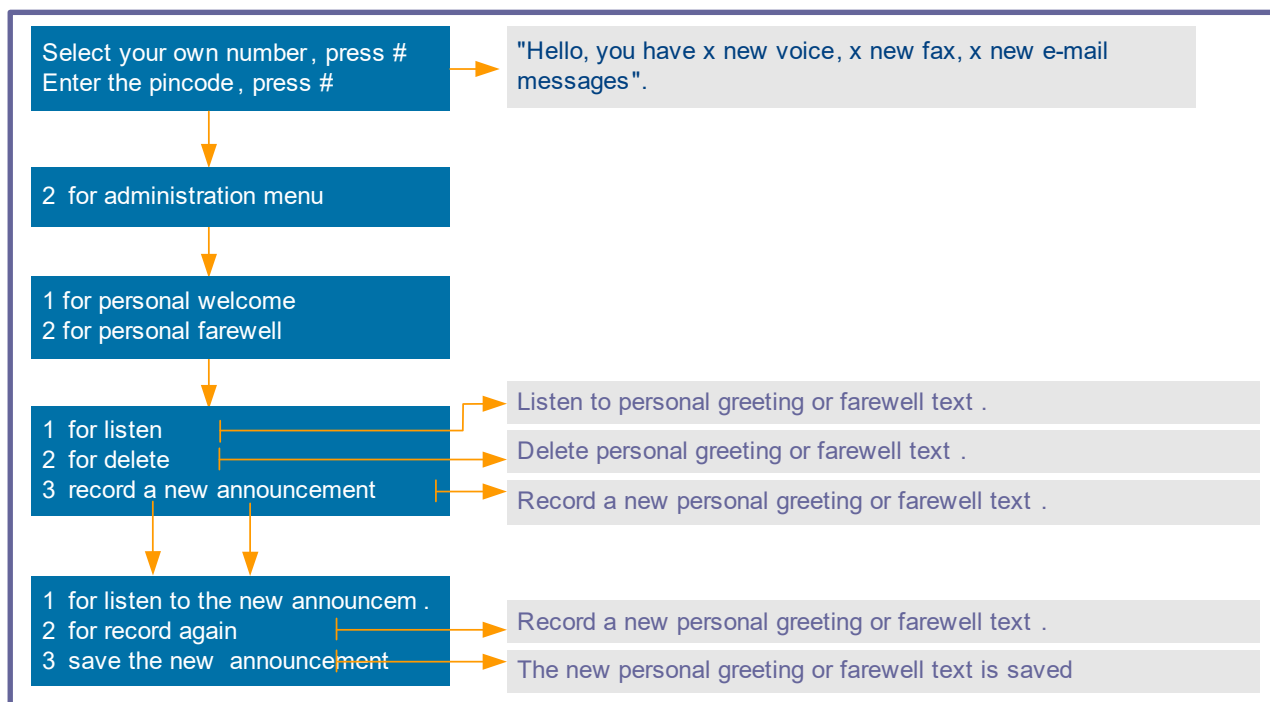 Select your own number, press #
Enter the pincode, press #
"Hello, you have x new voice, x new fax, x new e-mail
messages".
2 for administration menu
1 for personal welcome
2 for personal farewell
1 for listen
2 for delete
3 record a new announcement
Listen to personal greeting or farewell text .
Delete personal greeting or farewell text .
Record a new personal greeting or farewell text .
1 for listen to the new announcem .
2 for record again
3 save the new announcement
Record a new personal greeting or farewell text .
The new personal greeting or farewell text is saved